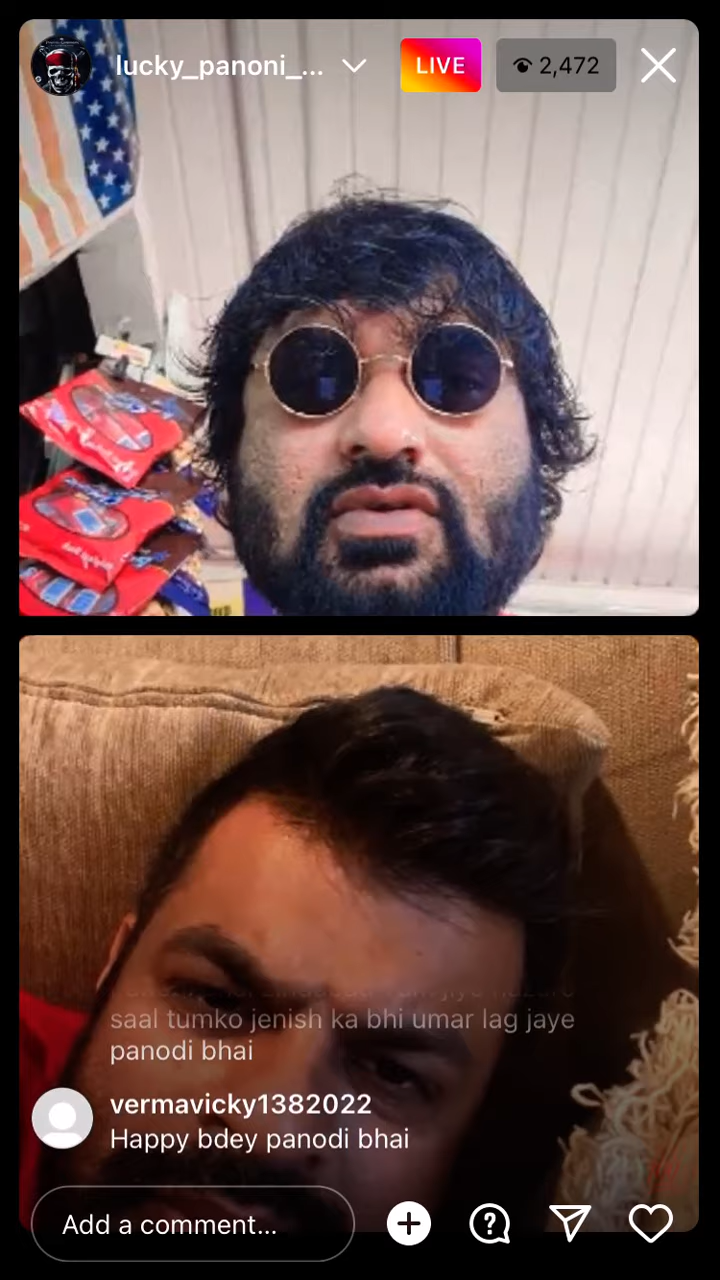 lucky_panoni_...
LIVE
2,472
saal tumko jenish ka bhi umar lag jaye
panodi bhai
vermavicky1382022
Happy bdey panodi bhai
Add a comment...